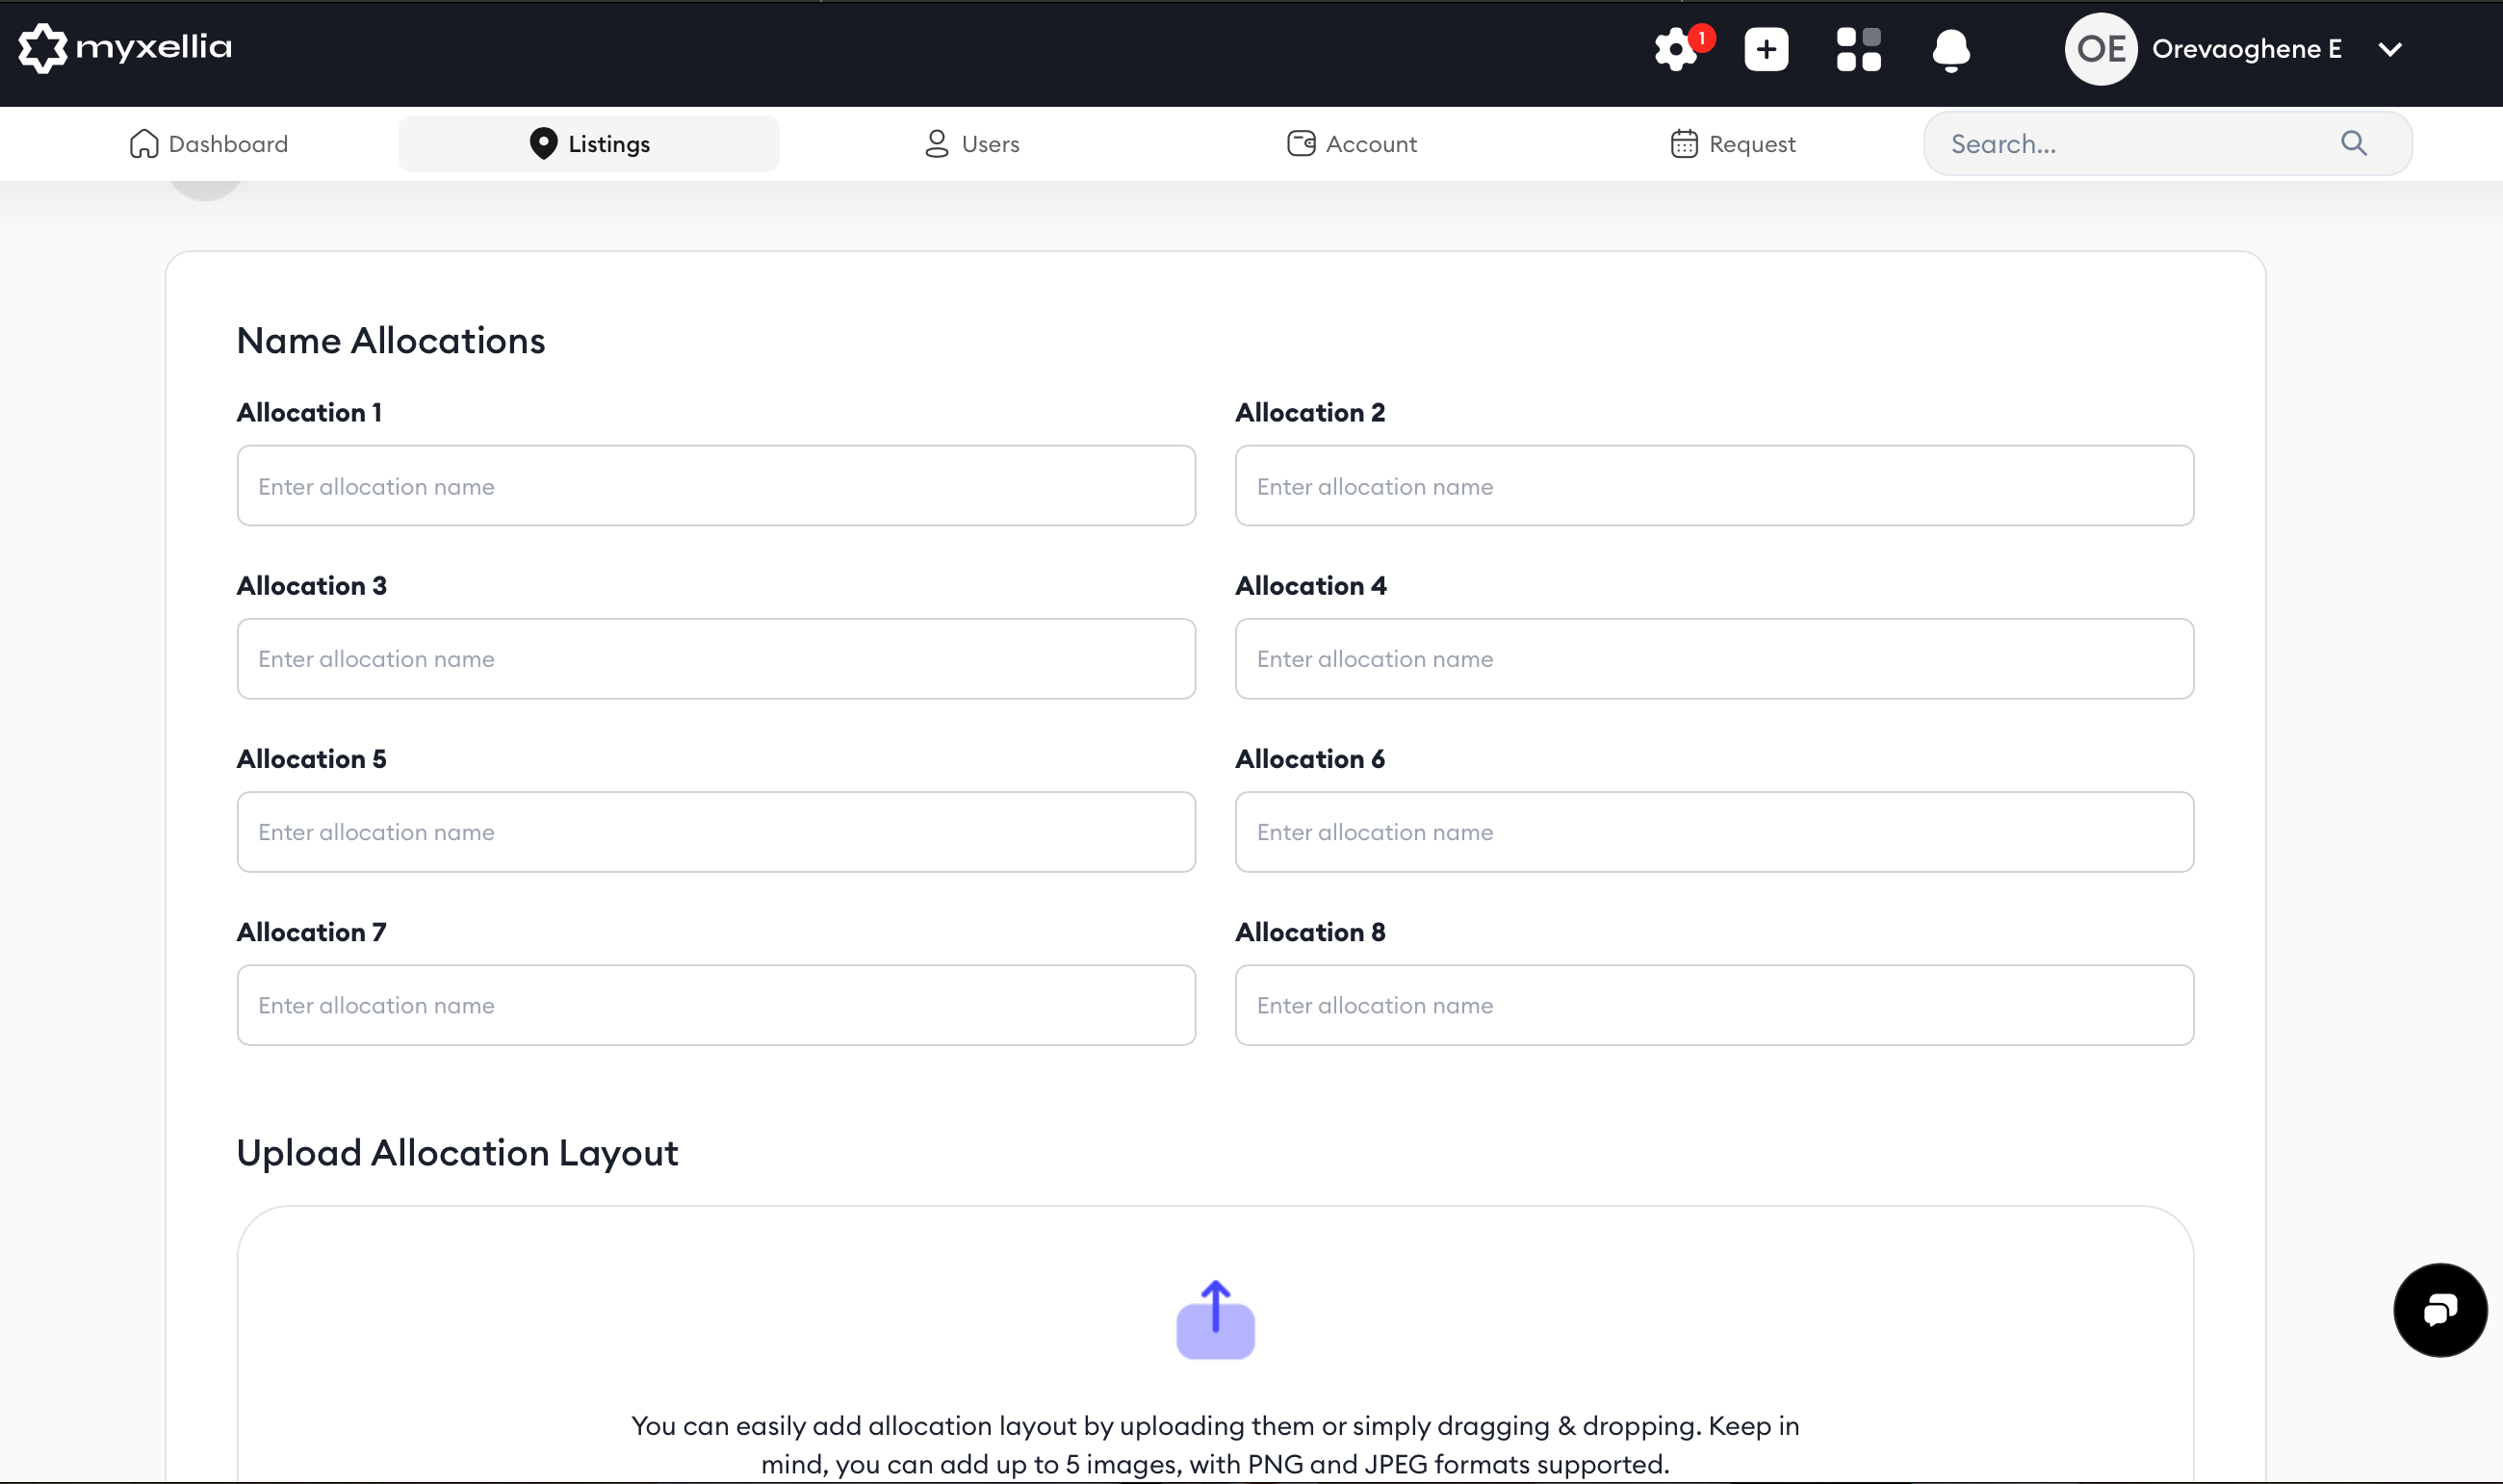 myxellia
1
OE
Orevaoghene E
Dashboard
Listings
Users
Account
Request
Search...
Name Allocations
Allocation 1
Allocation 2
Enter allocation name
Enter allocation name
Allocation 3
Allocation 4
Enter allocation name
Enter allocation name
Allocation 5
Allocation 6
Enter allocation name
Enter allocation name
Allocation 7
Allocation 8
Enter allocation name
Enter allocation name
Upload Allocation Layout
You can easily add allocation layout by uploading them or simply dragging & dropping. Keep in
mind, you can add up to 5 images, with PNG and JPEG formats supported.